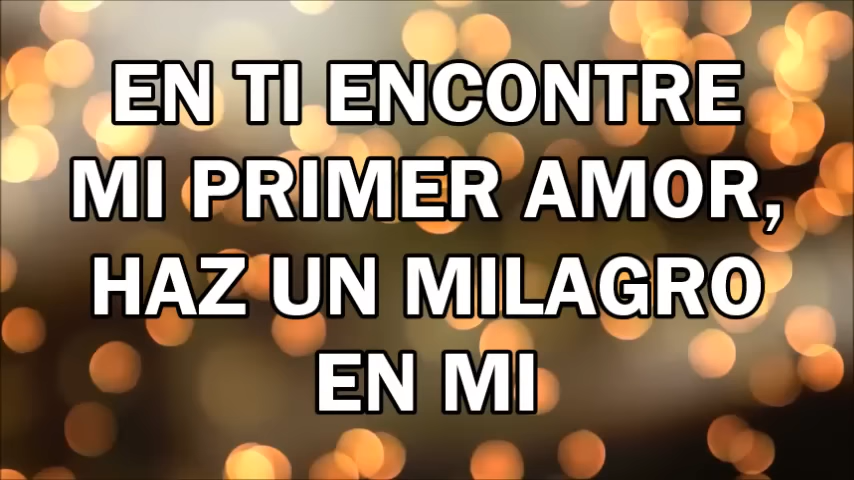 EN TI ENCONTRE
MI PRIMER AMOR,
HAZ UN MILAGRO
EN MI